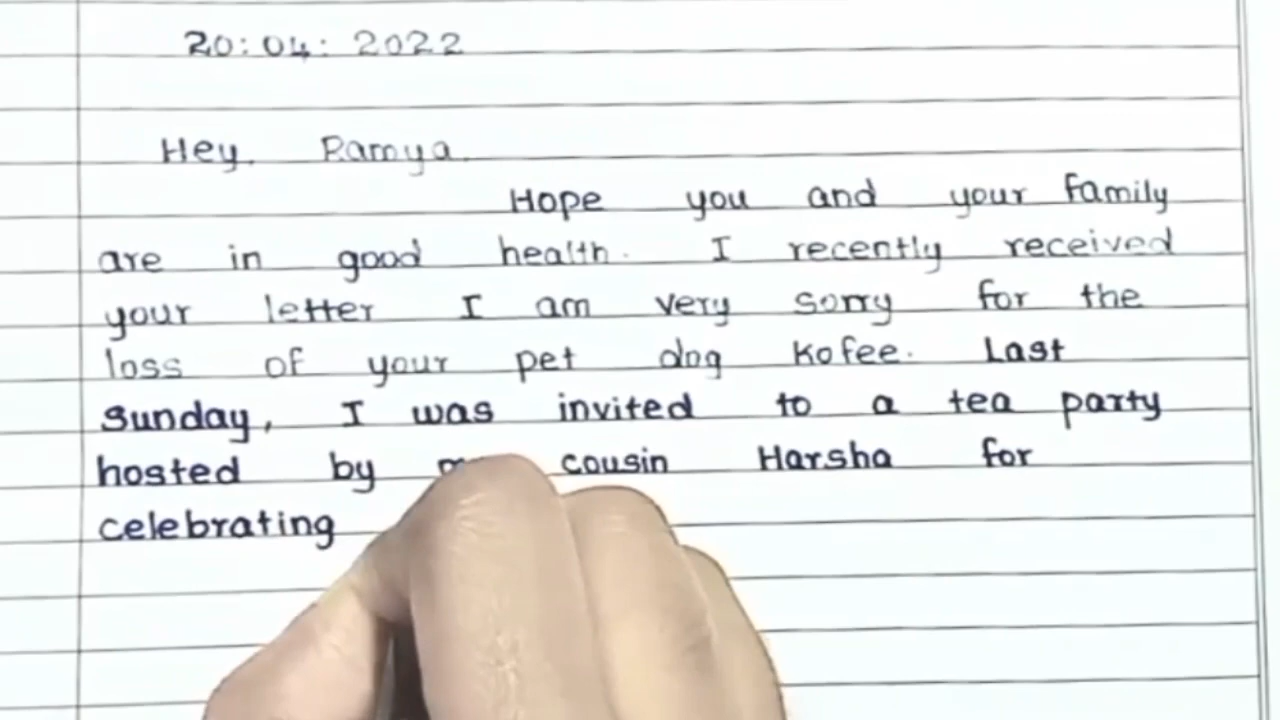 20:04: 2022
Hey. Ramya.
Hope you and your family
are in good health. I recently received
your letter I am very sorry for the
loss of your pet dog Kofee. Last
Sunday, I was invited to a tea party
hosted by cousin Harsha for
celebrating